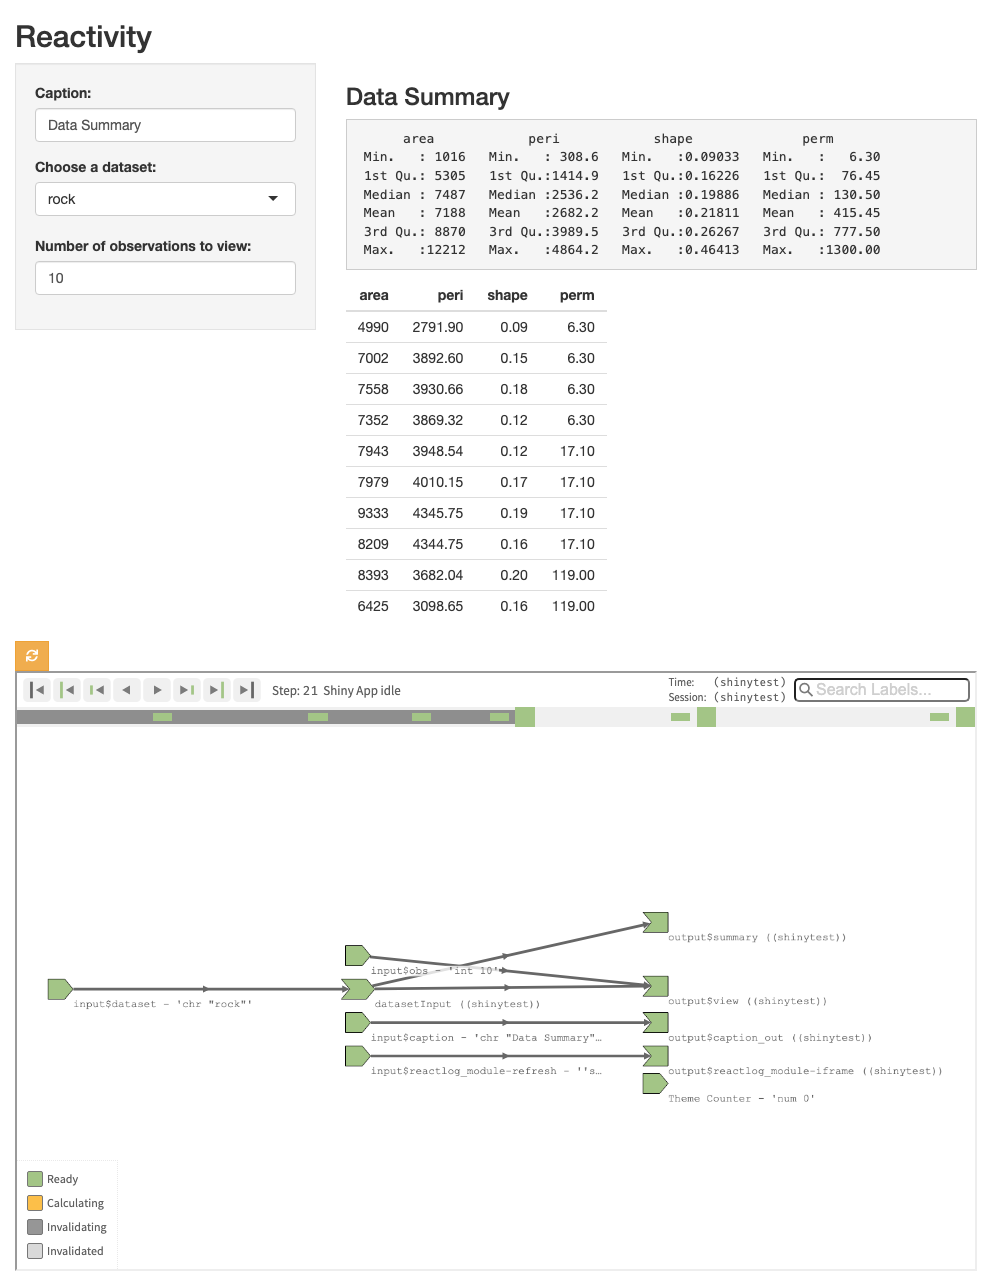 Reactivity
Caption:
Data Summary
Choose a dataset:
rock
Number of observations to view:
10
Data Summary
area peri shape perm
Min. : 1016 Min. : 308.6 Min. :0.09033 Min. : 6.30
1st Qu.: 5305 1st Qu.:1414.9 1st Qu.:0.16226 1st Qu.: 76.45
Median : 7487 Median :2536.2 Median :0.19886 Median : 130.50
Mean : 7188 Mean :2682.2 Mean :0.21811 Mean : 415.45
3rd Qu.: 8870 3rd Qu.:3989.5 3rd Qu.:0.26267 3rd Qu.: 777.50
Max. :12212 Max. :4864.2 Max. :0.46413 Max. :1300.00
area peri shape perm
4990 2791.90 0.09 6.30
7002 3892.60 0.15 6.30
7558 3930.66 0.18 6.30
7352 3869.32 0.12 6.30
7943 3948.54 0.12 17.10
7979 4010.15 0.17 17.10
9333 4345.75 0.19 17.10
8209 4344.75 0.16 17.10
8393 3682.04 0.20 119.00
6425 3098.65 0.16 119.00
Step: 21 Shiny App idle
Time: (shinytest)
Session: (shinytest)
Search Labels...
output$summary ((shinytest))
input$obs - 'int 10'
input$dataset - 'chr "rock"'
datasetInput ((shinytest))
output$view ((shinytest))
input$caption - 'chr "Data Summary"…
output$caption_out ((shinytest))
input$reactlog_module-refresh - ''s…
output$reactlog_module-iframe ((shinytest))
Theme Counter - 'num 0'
Ready
Calculating
Invalidating
Invalidated